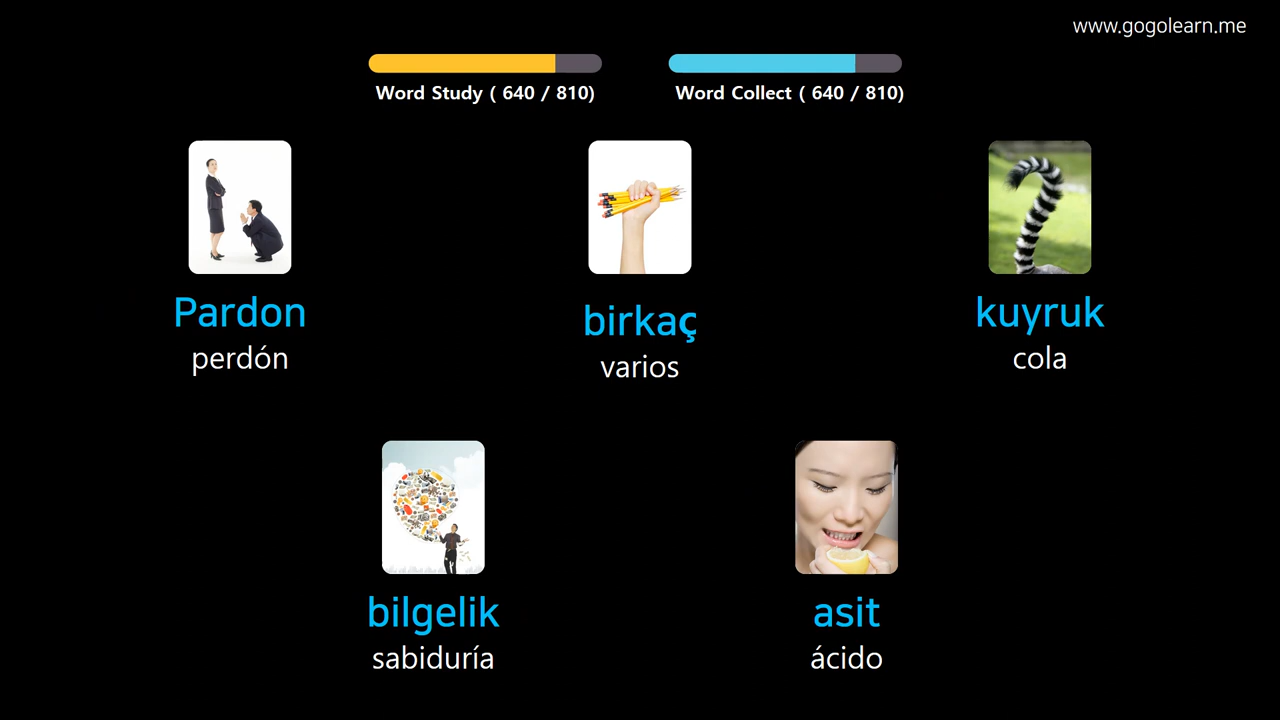 www.gogolearn.me
Word Study ( 640 / 810)
Word Collect ( 640 / 810)
Pardon
perdón
birkaç
varios
kuyruk
cola
bilgelik
sabiduría
asit
ácido